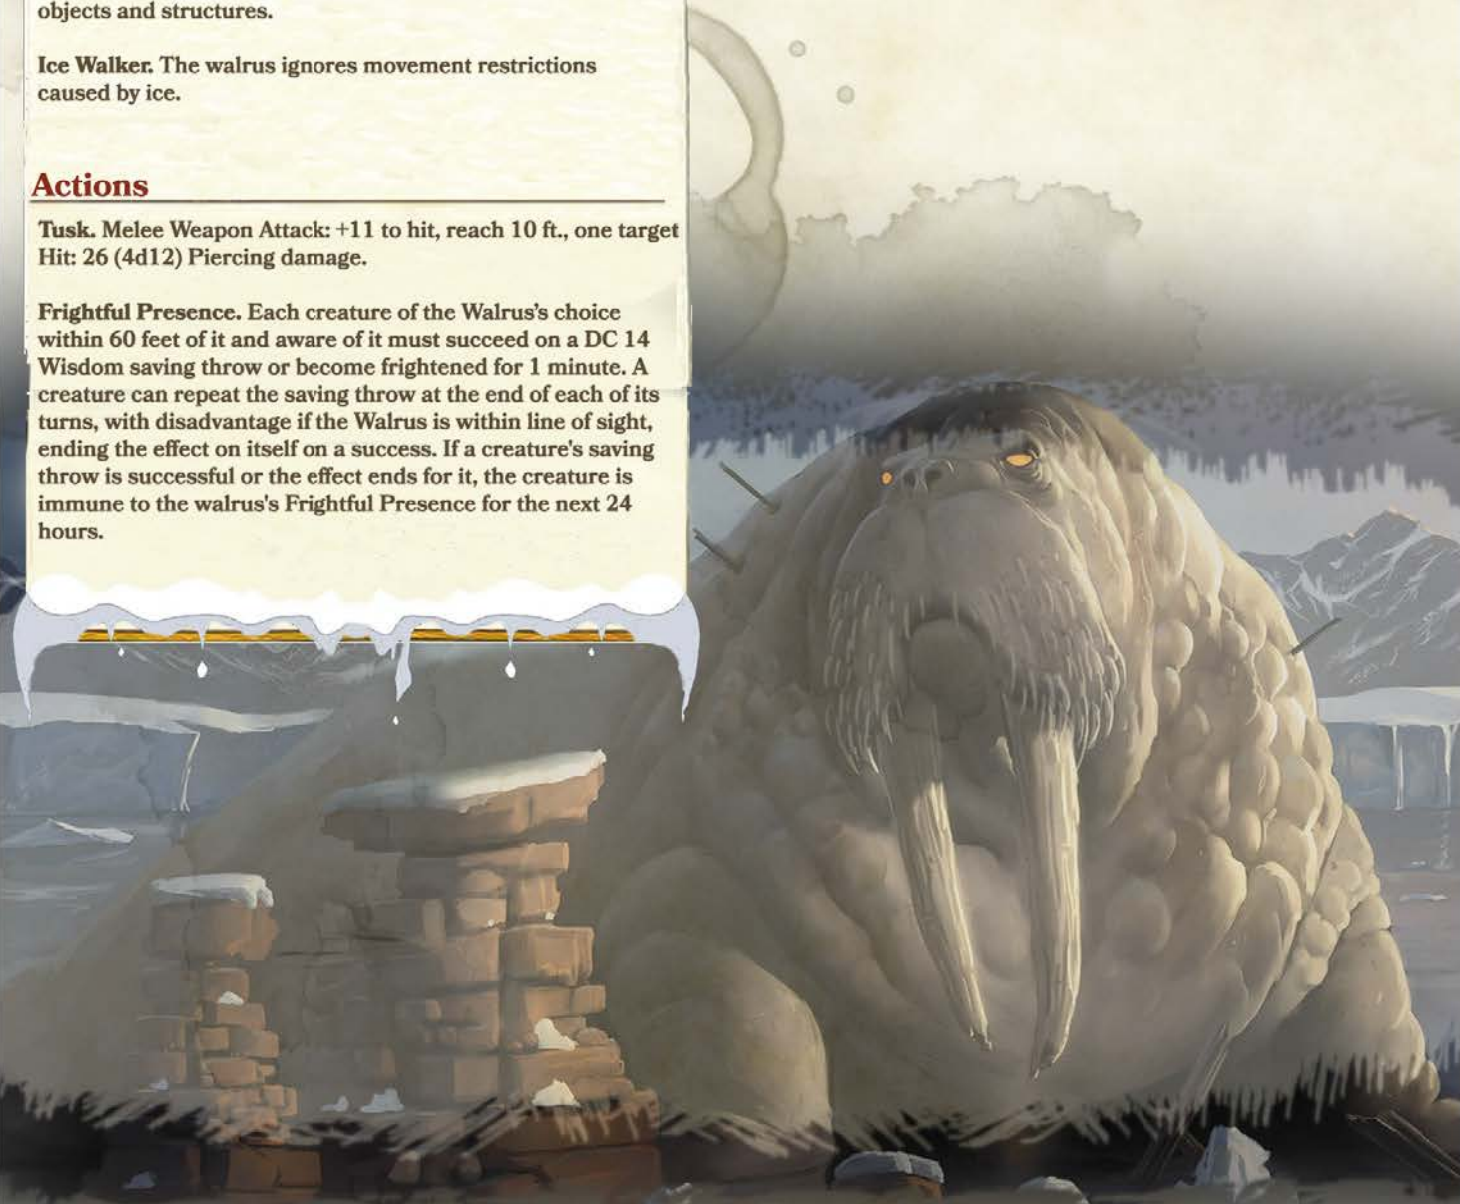 objects and structures.
Ice Walker. The walrus ignores movement restrictions
caused by ice.
Actions
Tusk. Melee Weapon Attack: +11 to hit, reach 10 ft., one target
Hit: 26 (4d12) Piercing damage.
Frightful Presence. Each creature of the Walrus's choice
within 60 feet of it and aware of it must succeed on a DC 14
Wisdom saving throw or become frightened for 1 minute. A
creature can repeat the saving throw at the end of each of its
turns, with disadvantage if the Walrus is within line of sight,
ending the effect on itself on a success. If a creature's saving
throw is successful or the effect ends for it, the creature is
immune to the walrus's Frightful Presence for the next 24
hours.